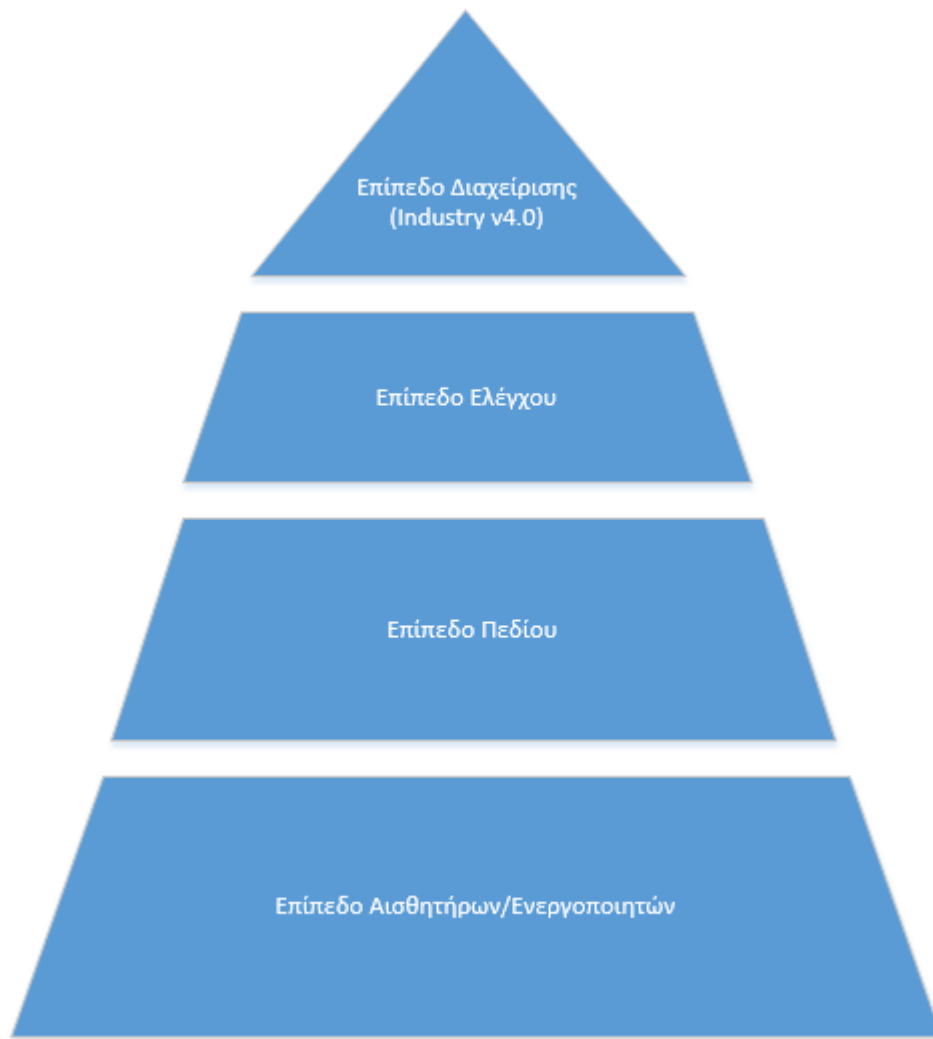 Επίπεδο Διαχείρισης
(Industry v4.0)
Επίπεδο Ελέγχου
Επίπεδο Πεδίου
Επίπεδο Αισθητήρων/Ενεργοποιητών